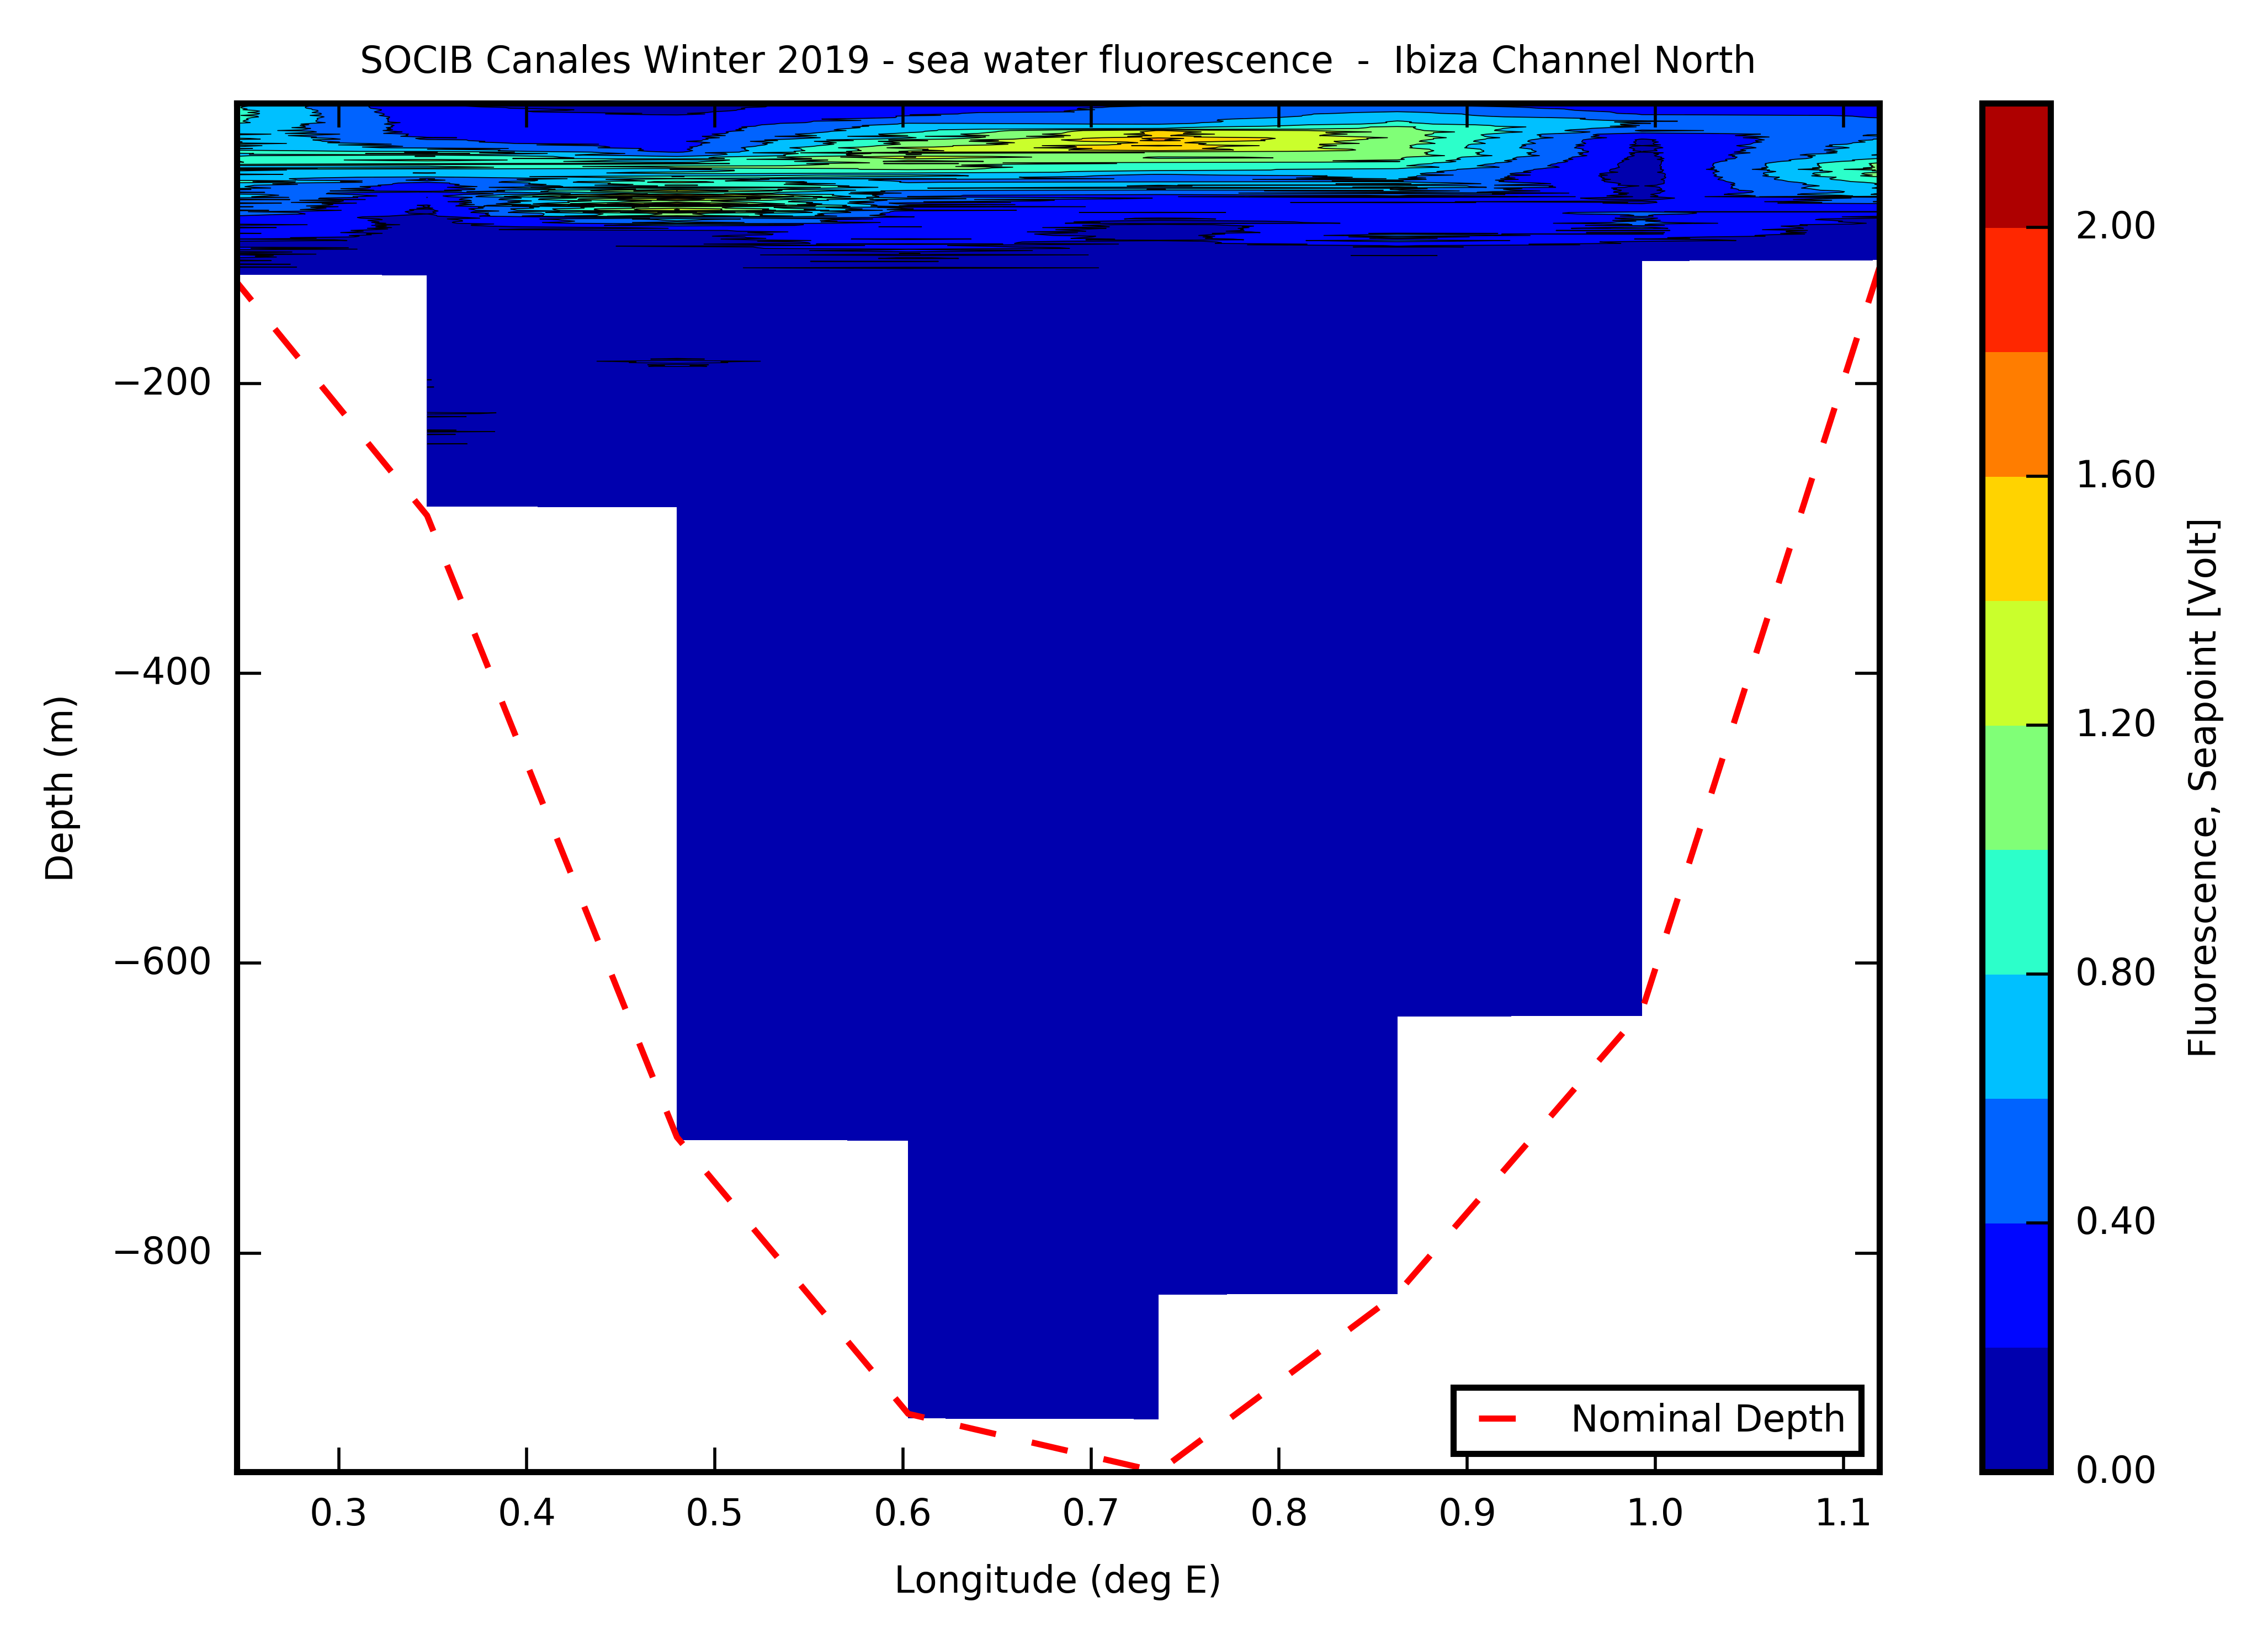 SOCIB Canales Winter 2019 - sea water fluorescence  -  Ibiza Channel North
−200
−400
−600
−800
Depth (m)
0.3 0.4 0.5 0.6 0.7 0.8 0.9 1.0 1.1
Longitude (deg E)
Nominal Depth
2.00
1.60
1.20
0.80
0.40
0.00
Fluorescence, Seapoint [Volt]